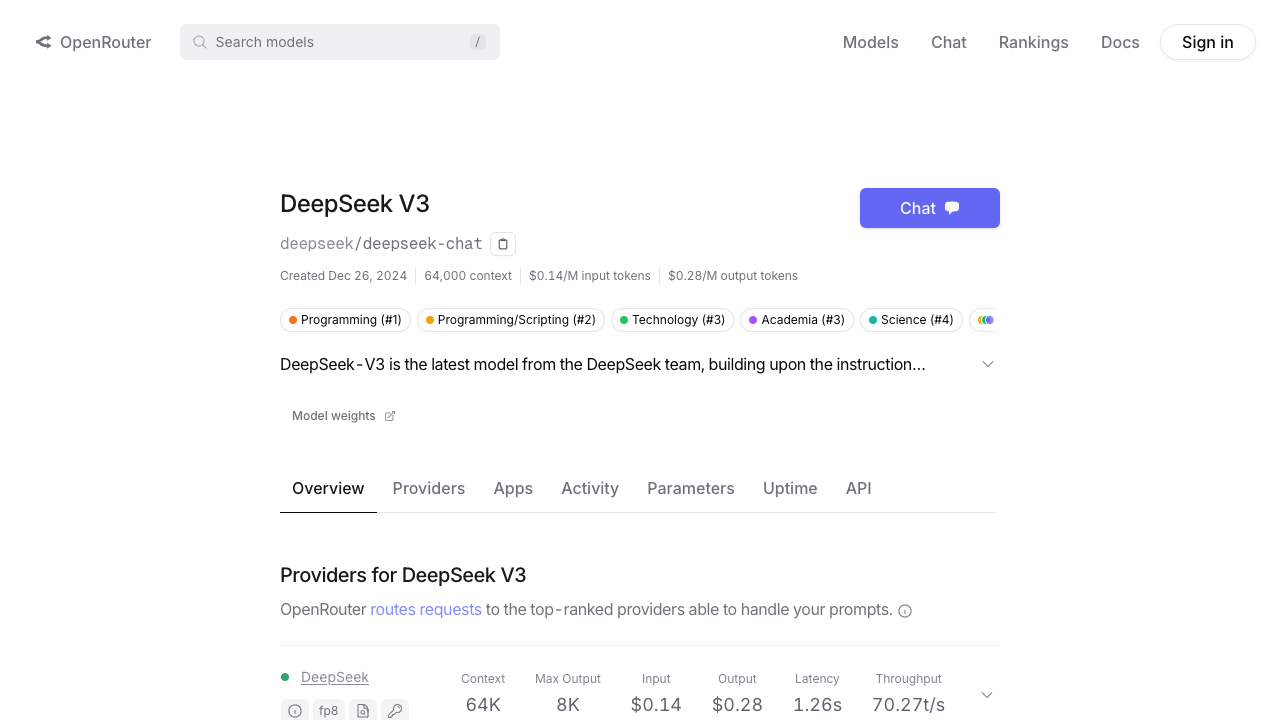 OpenRouter
Search models /
Models Chat Rankings Docs Sign in
DeepSeek V3
Chat
deepseek/deepseek-chat
Created Dec 26, 2024 64,000 context $0.14/M input tokens $0.28/M output tokens
Programming (#1) Programming/Scripting (#2) Technology (#3) Academia (#3) Science (#4)
DeepSeek-V3 is the latest model from the DeepSeek team, building upon the instruction...
Model weights
Overview Providers Apps Activity Parameters Uptime API
Providers for DeepSeek V3
OpenRouter routes requests to the top-ranked providers able to handle your prompts.
DeepSeek Context Max Output Input Output Latency Throughput
fp8 64K 8K $0.14 $0.28 1.26s 70.27t/s